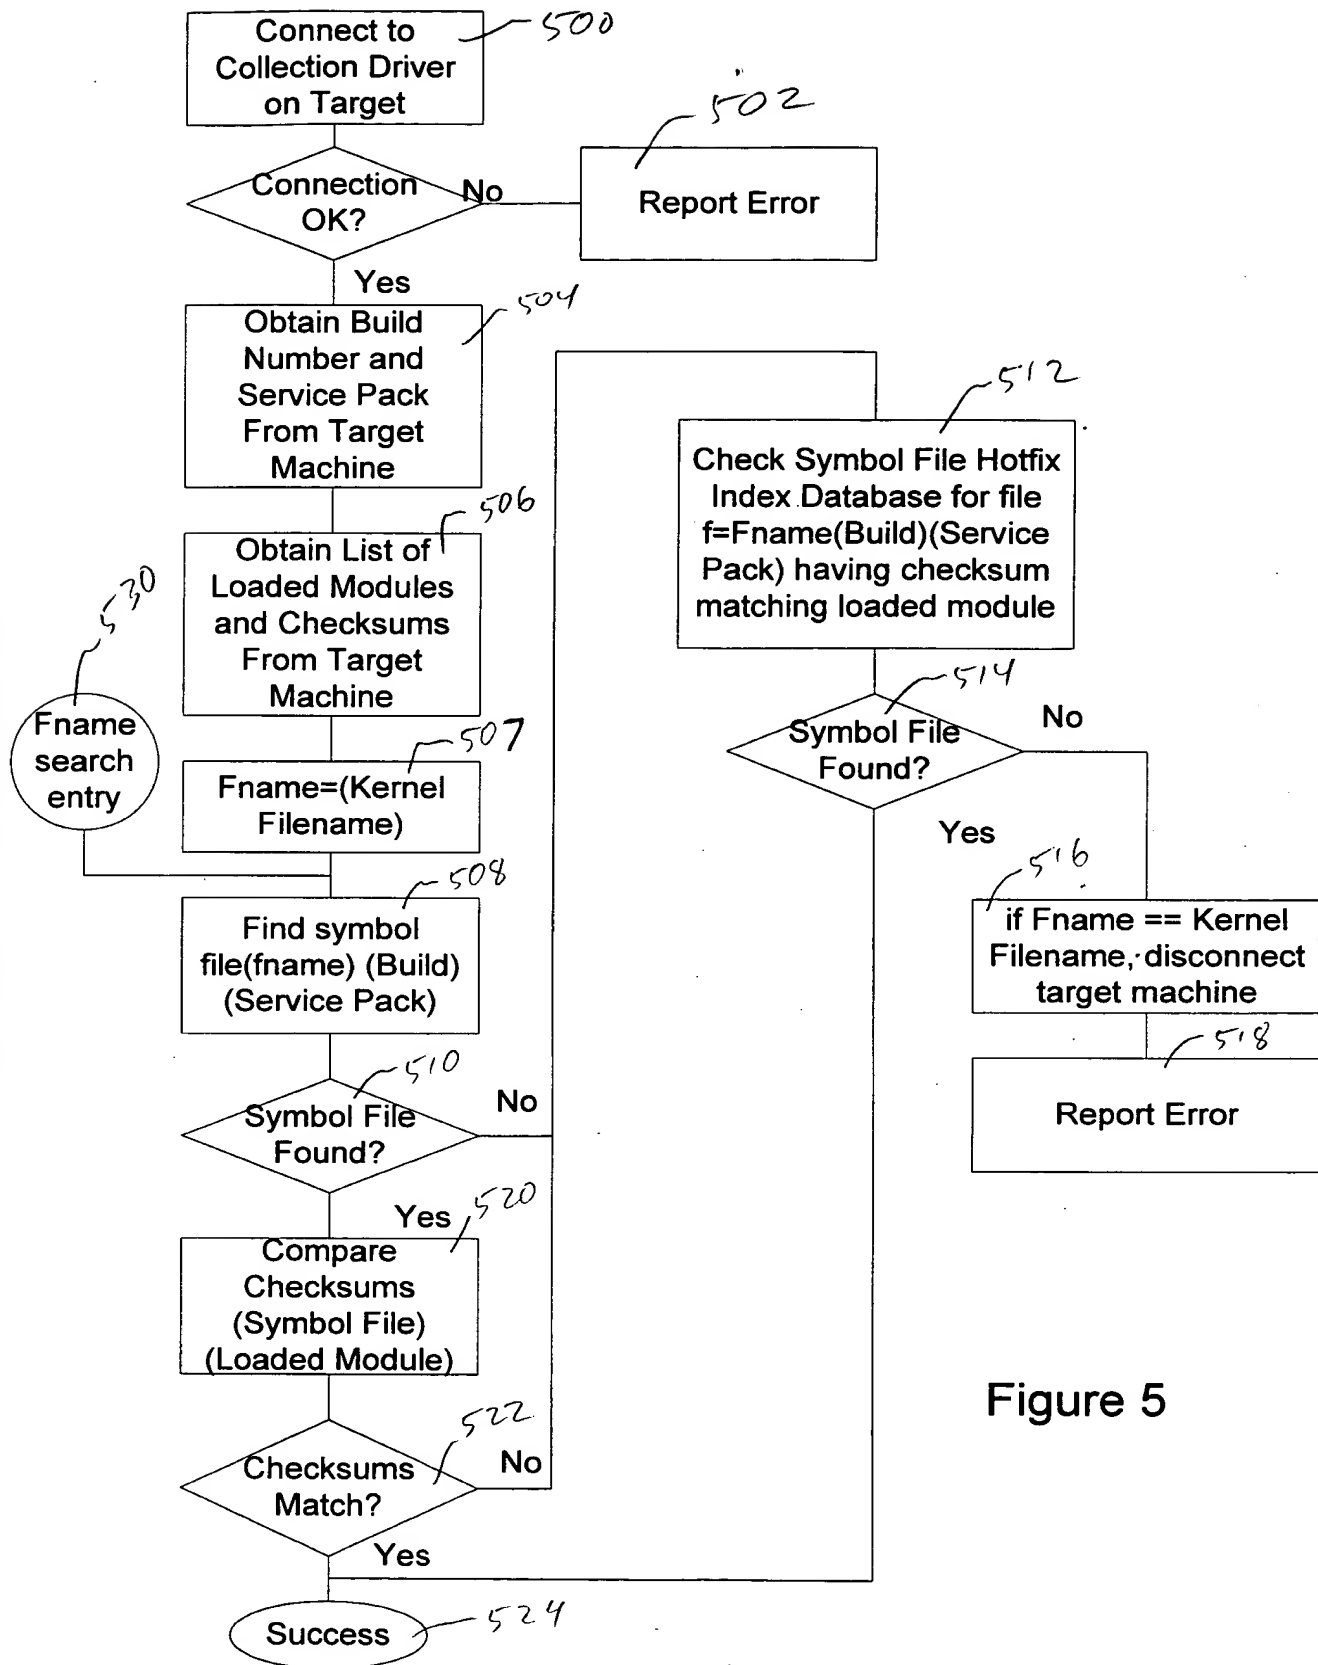 Connect to
Collection Driver
on Target
500
Connection
OK?
No
502
Report Error
Yes
504
Obtain Build
Number and
Service Pack
From Target
Machine
506
Obtain List of
Loaded Modules
and Checksums
From Target
Machine
530
Fname
search
entry
507
Fname=(Kernel
Filename)
508
Find symbol
file(fname) (Build)
(Service Pack)
510
Symbol File
Found?
No
Yes
520
Compare
Checksums
(Symbol File)
(Loaded Module)
522
Checksums
Match?
No
Yes
Success
524
512
Check Symbol File Hotfix
Index Database for file
f=Fname(Build)(Service
Pack) having checksum
matching loaded module
514
Symbol File
Found?
No
Yes
516
if Fname == Kernel
Filename, disconnect
target machine
518
Report Error
Figure 5